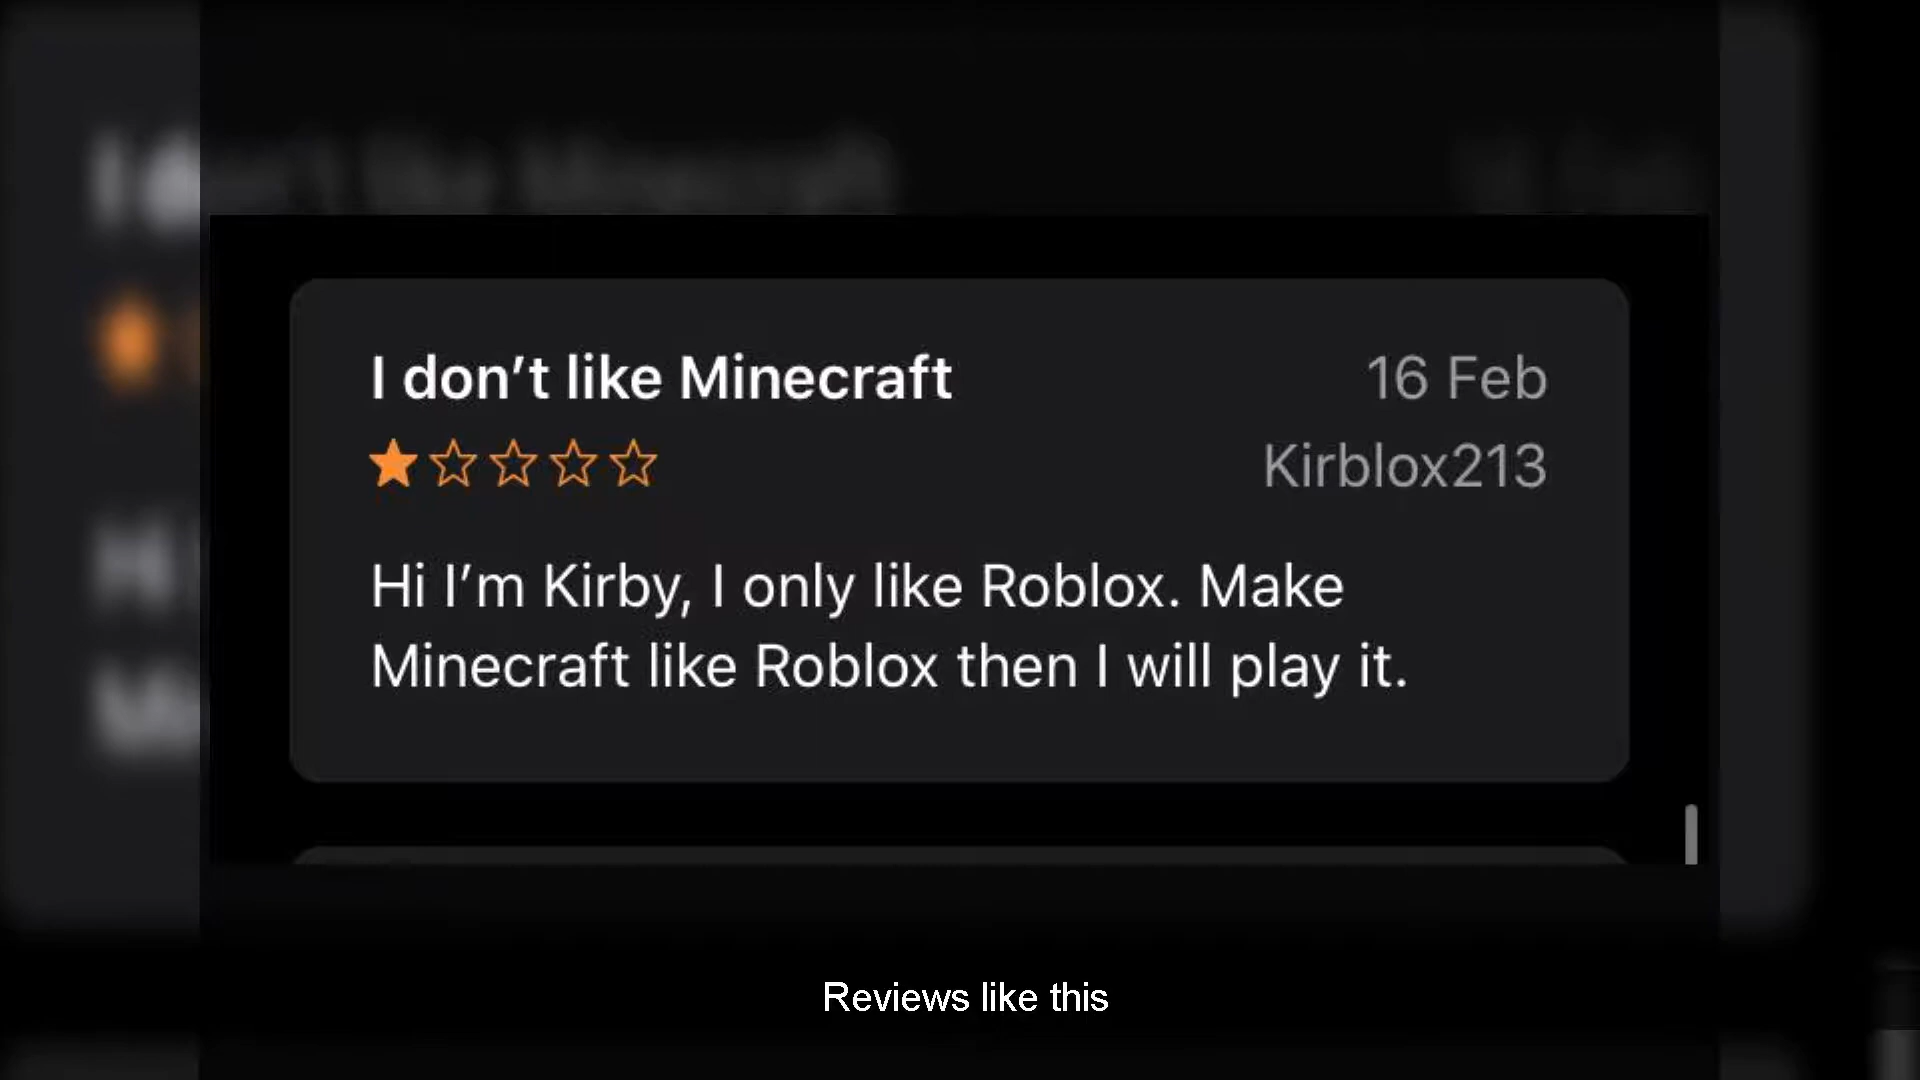 I don’t like Minecraft
16 Feb
Kirblox213
Hi I’m Kirby, I only like Roblox. Make
Minecraft like Roblox then I will play it.
Reviews like this